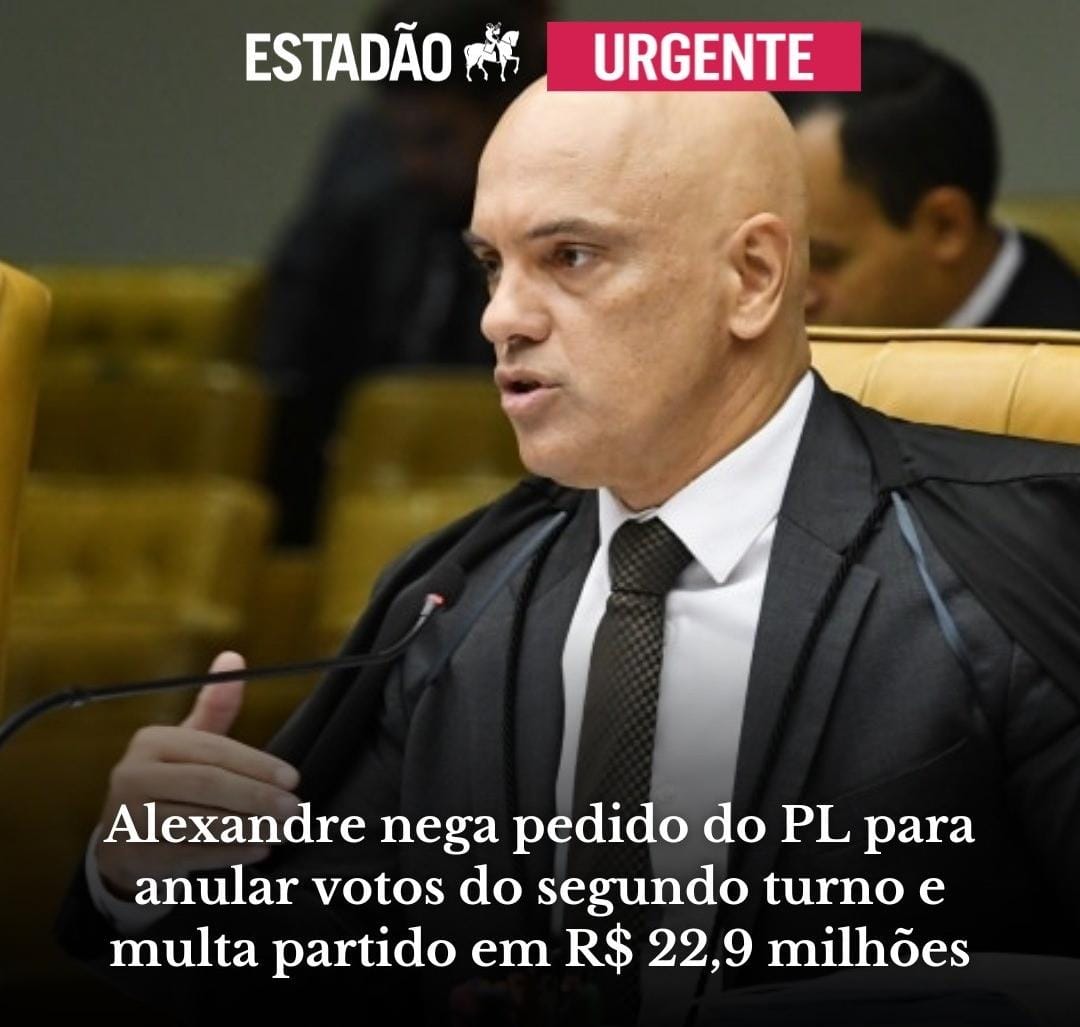 ESTADÃO URGENTE
Alexandre nega pedido do PL para
anular votos do segundo turno e
multa partido em R$ 22,9 milhões